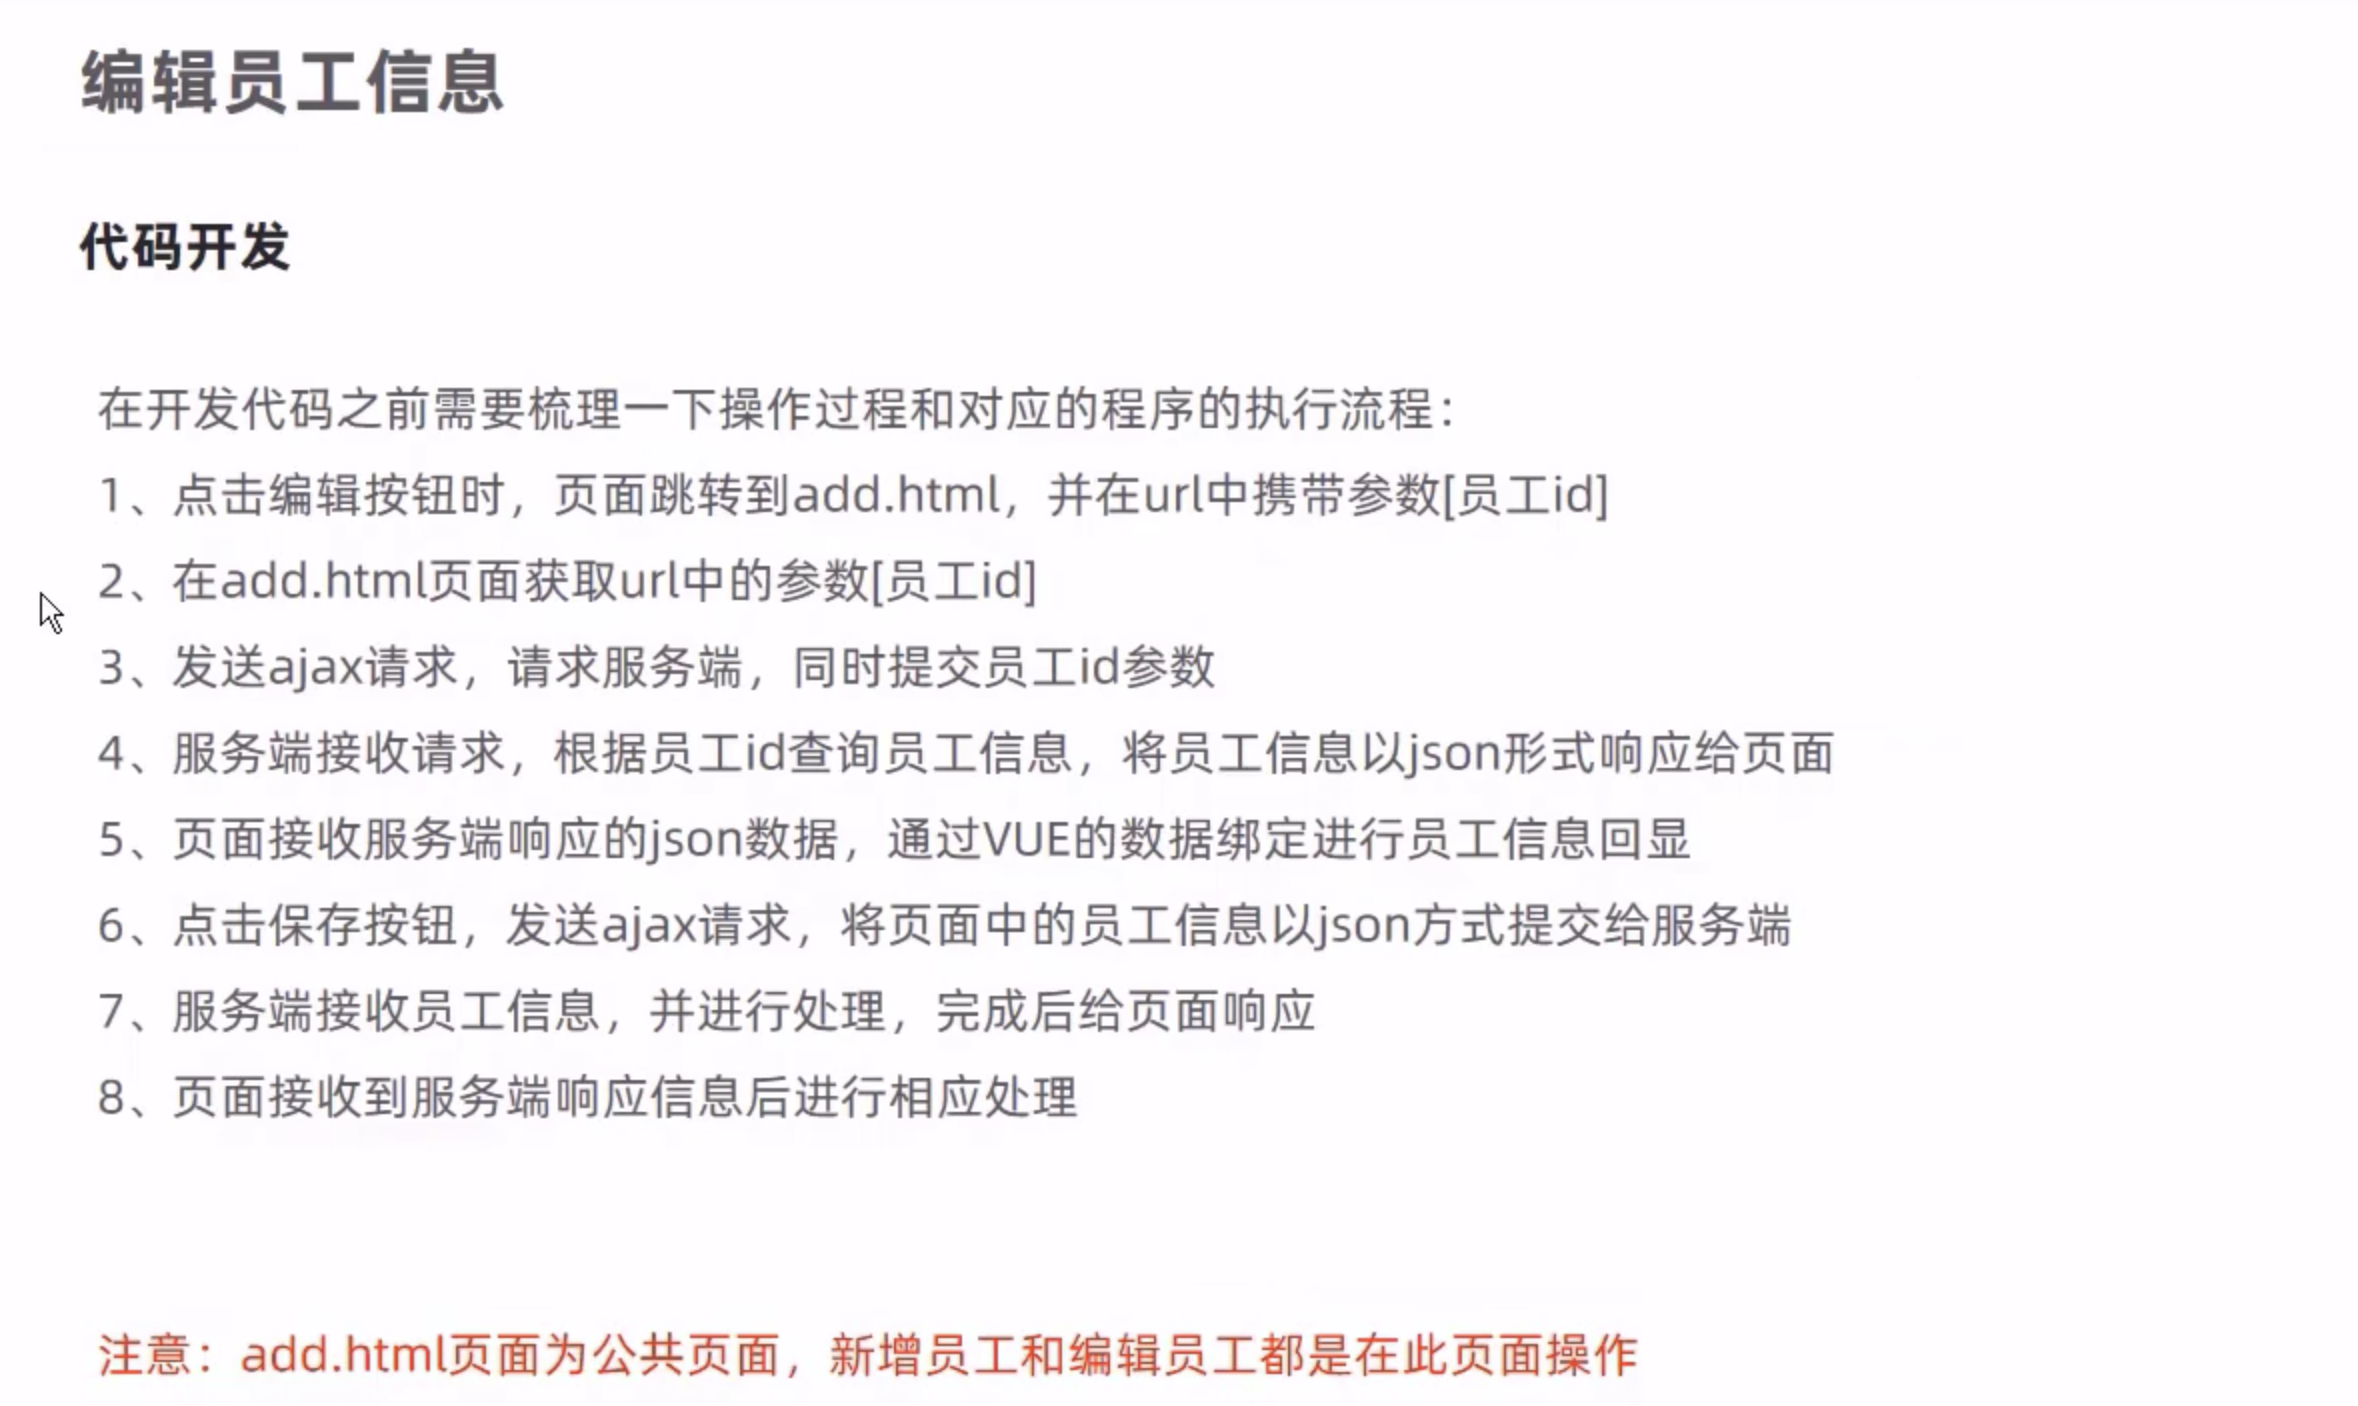 编辑员工信息
代码开发
在开发代码之前需要梳理一下操作过程和对应的程序的执行流程：
1、点击编辑按钮时，页面跳转到add.html，并在url中携带参数[员工id]
2、在add.html页面获取url中的参数[员工id]
3、发送ajax请求，请求服务端，同时提交员工id参数
4、服务端接收请求，根据员工id查询员工信息，将员工信息以json形式响应给页面
5、页面接收服务端响应的json数据，通过VUE的数据绑定进行员工信息回显
6、点击保存按钮，发送ajax请求，将页面中的员工信息以json方式提交给服务端
7、服务端接收员工信息，并进行处理，完成后给页面响应
8、页面接收到服务端响应信息后进行相应处理
注意：add.html页面为公共页面，新增员工和编辑员工都是在此页面操作